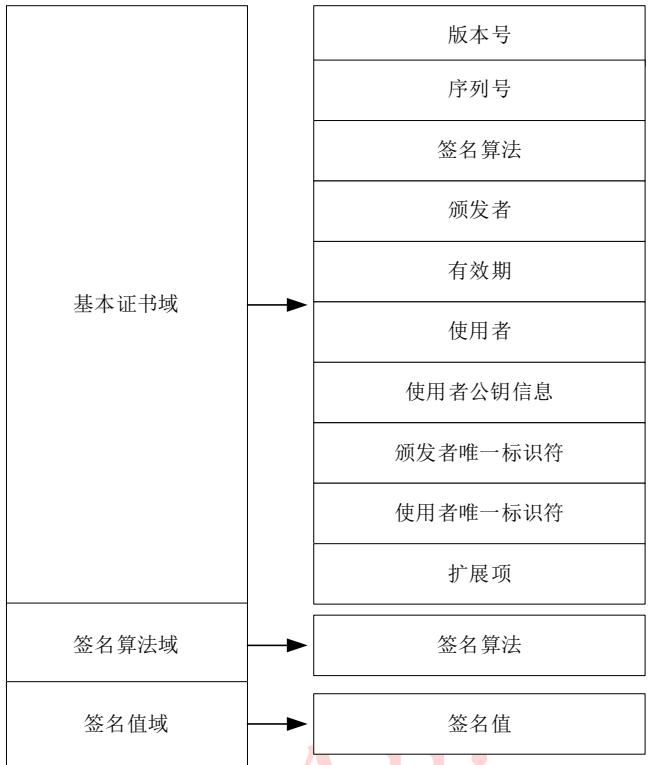 版本号
序列号
签名算法
颁发者
有效期
基本证书域
使用者
使用者公钥信息
颁发者唯一标识符
使用者唯一标识符
扩展项
签名算法域
签名算法
签名值域
签名值